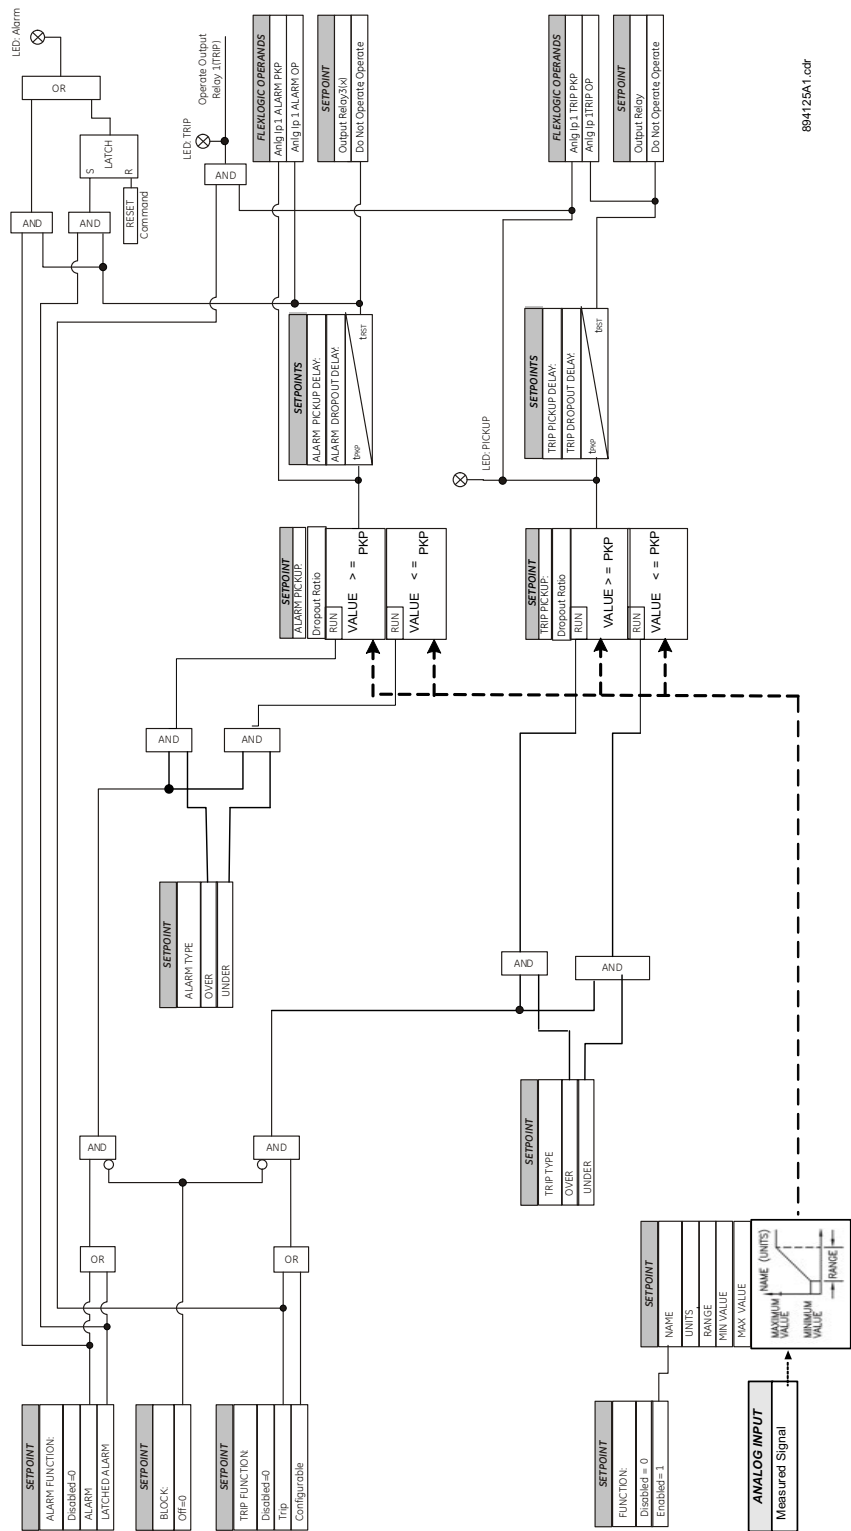 SETPOINT
ALARM FUNCTION:
Disabled=0
ALARM
LATCHED ALARM
SETPOINT
BLOCK:
Off=0
SETPOINT
TRIP FUNCTION:
Disabled=0
Trip
Configurable
SETPOINT
FUNCTION:
Disabled = 0
Enabled = 1
ANALOG INPUT
Measured Signal
OR
OR
AND
AND
SETPOINT
NAME
UNITS
RANGE
MIN VALUE
MAX VALUE
NAME (UNITS)
MAXIMUM
VALUE
MINIMUM
VALUE
RANGE
SETPOINT
ALARM TYPE
OVER
UNDER
SETPOINT
TRIP TYPE
OVER
UNDER
AND
AND
AND
AND
SETPOINT
ALARM PICKUP:
Dropout Ratio
RUN
VALUE >= PKP
RUN
VALUE <= PKP
SETPOINT
TRIP PICKUP:
Dropout Ratio
RUN
VALUE >= PKP
RUN
VALUE <= PKP
LED: PICKUP
SETPOINTS
ALARM PICKUP DELAY:
ALARM DROPOUT DELAY:
tPKP
tRST
SETPOINTS
TRIP PICKUP DELAY:
TRIP DROPOUT DELAY:
tPKP
tRST
AND
AND
RESET
Command
S
LATCH
R
OR
LED: Alarm
AND
LED: TRIP
Operate Output
Relay 1(TRIP)
FLEXLOGIC OPERANDS
Anlg Ip 1 ALARM PKP
Anlg Ip 1 ALARM OP
SETPOINT
Output Relay3(x)
Do Not Operate Operate
FLEXLOGIC OPERANDS
Anlg Ip 1 TRIP PKP
Anlg Ip 1TRIP OP
SETPOINT
Output Relay
Do Not Operate Operate
894125A1.cdr